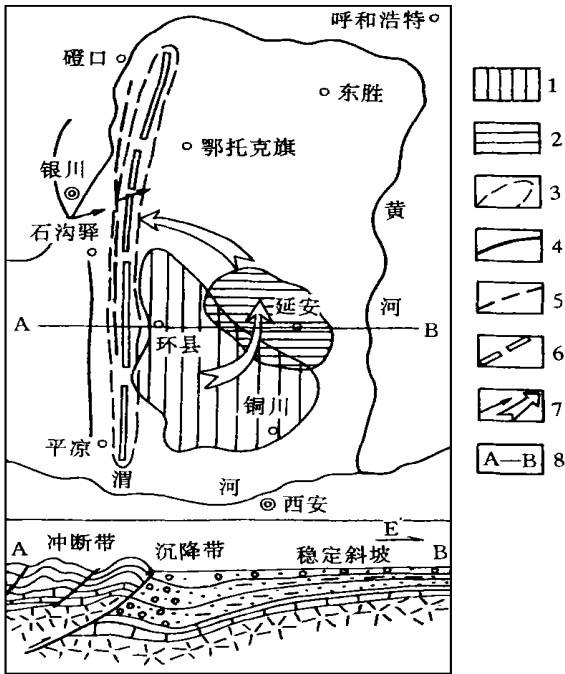 呼和浩特
磴口
东胜
鄂托克旗
银川
石沟驿
黄
河
延安
A
B
环县
铜川
平凉
渭
河
西安
A
冲断带
沉降带
稳定斜坡
E
B
1
2
3
4
5
6
7
A—B
8